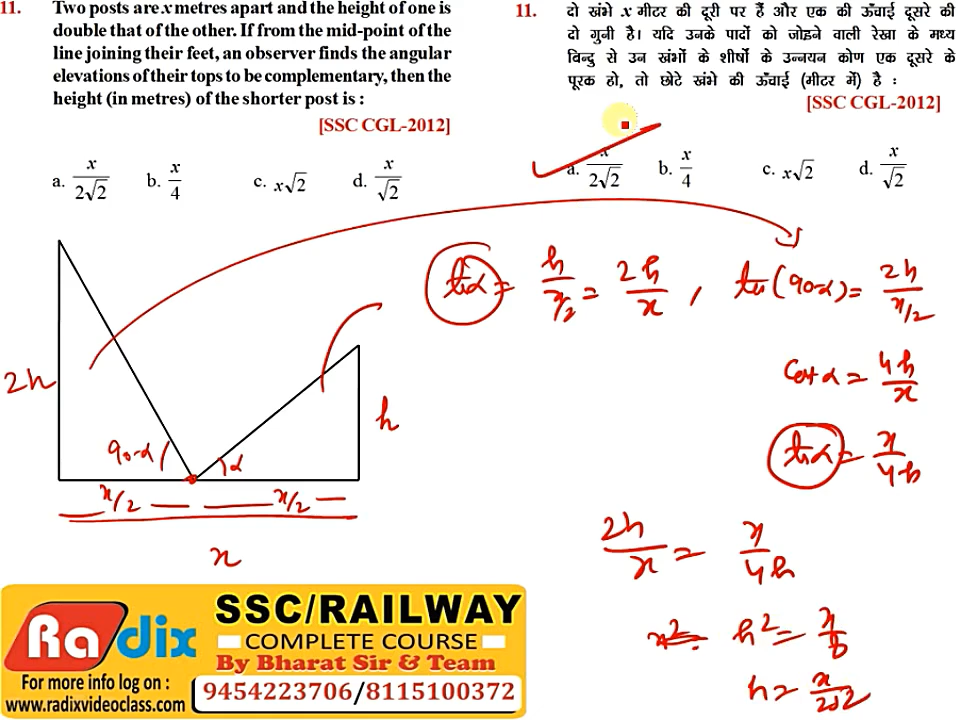 11. Two posts are x metres apart and the height of one is
double that of the other. If from the mid-point of the
line joining their feet, an observer finds the angular
elevations of their tops to be complementary, then the
height (in metres) of the shorter post is :
[SSC CGL-2012]
a. x/2√2 b. x/4 c. x√2 d. x/√2
11. दो खंभे x मीटर की दूरी पर हैं और एक की ऊँचाई दूसरे की
दो गुनी है। यदि उनके पादों को जोड़ने वाली रेखा के मध्य
बिन्दु से उन खंभों के शीर्षों के उन्नयन कोण एक दूसरे के
पूरक हो, तो छोटे खंभे की ऊँचाई (मीटर में) है :
[SSC CGL-2012]
a. x/2√2 b. x/4 c. x√2 d. x/√2
2h
90-α
α
h
x/2
x/2
x
tanα = h/x/2 = 2h/x , tan(90-α) = 2h/x/2
cotα = 4h/x
tanα = x/4h
2h/x = x/4h
h² =
h = x/2√2
Radix
For more info log on :
www.radixvideoclass.com
SSC/RAILWAY
COMPLETE COURSE
By Bharat Sir & Team
9454223706/8115100372